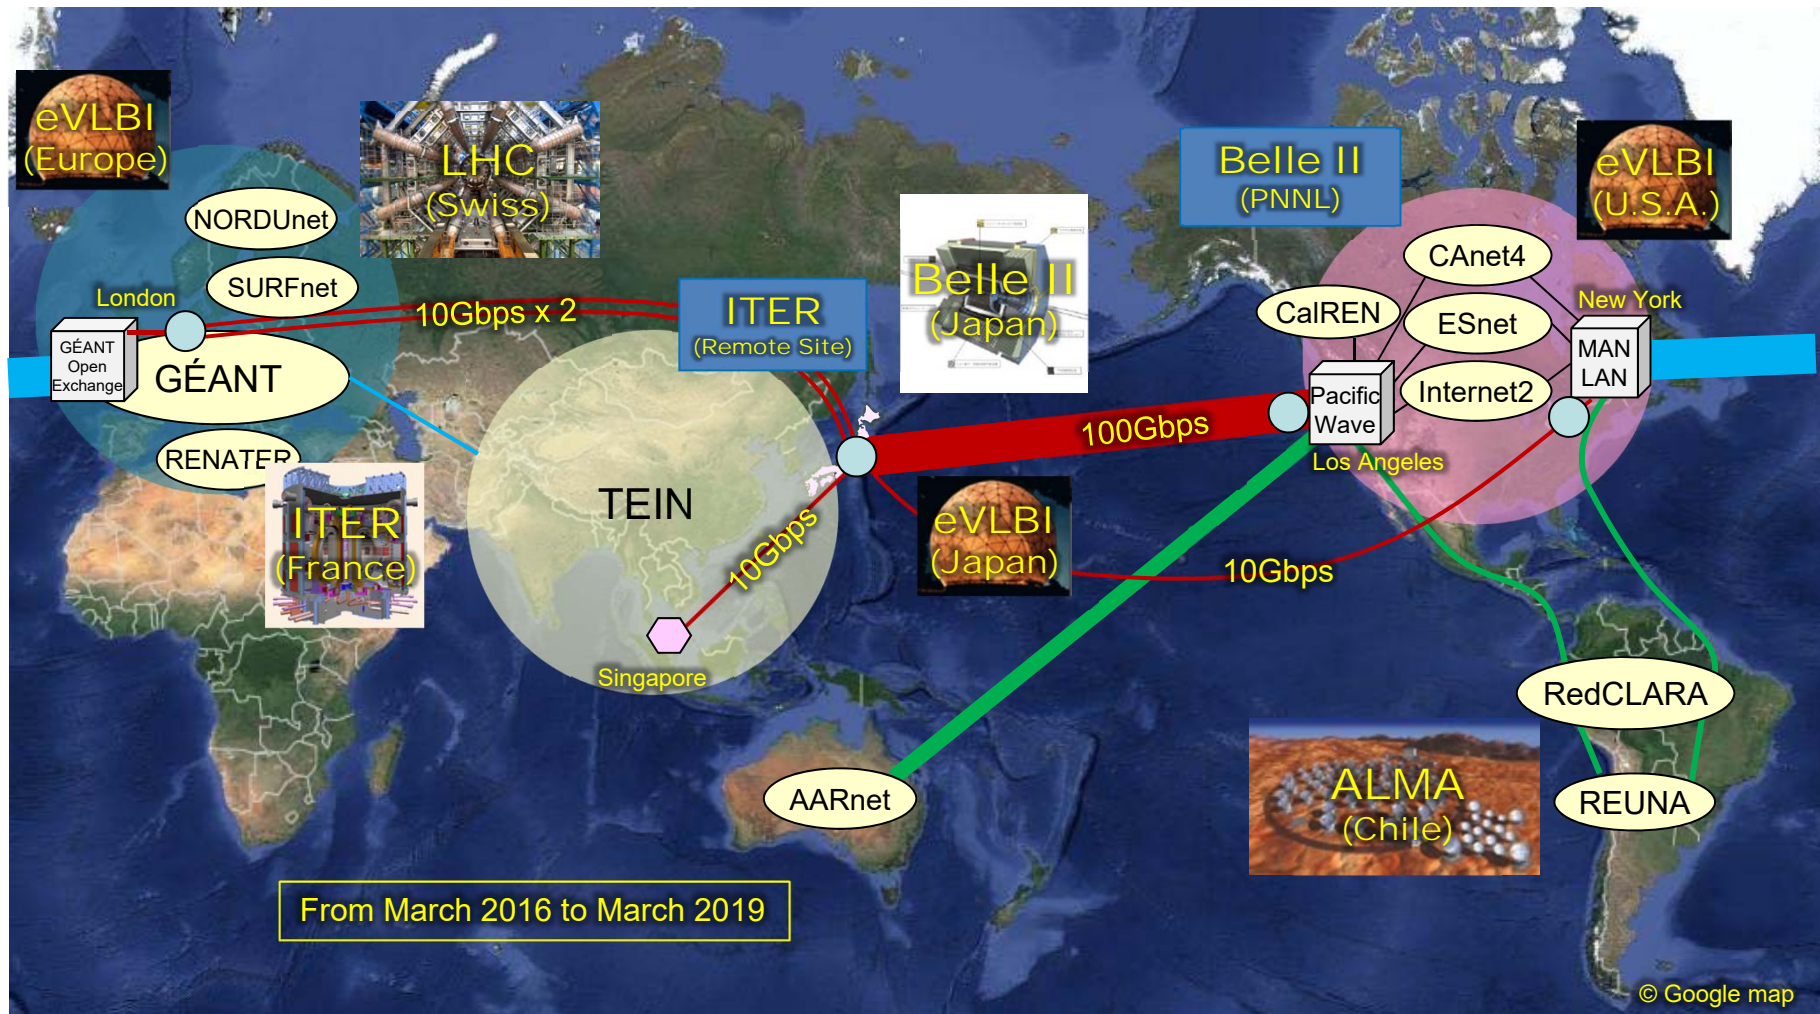 eVLBI
(Europe)
LHC
(Swiss)
Belle II
(PNNL)
eVLBI
(U.S.A.)
NORDUnet
SURFnet
London
10Gbps x 2
ITER
(Remote Site)
Belle II
(Japan)
CAnet4
CalREN
ESnet
New York
GÉANT
Open
Exchange
GÉANT
MAN
LAN
Pacific
Wave
Internet2
100Gbps
Los Angeles
RENATER
ITER
(France)
TEIN
10Gbps
eVLBI
(Japan)
10Gbps
Singapore
RedCLARA
AARnet
ALMA
(Chile)
REUNA
From March 2016 to March 2019
© Google map